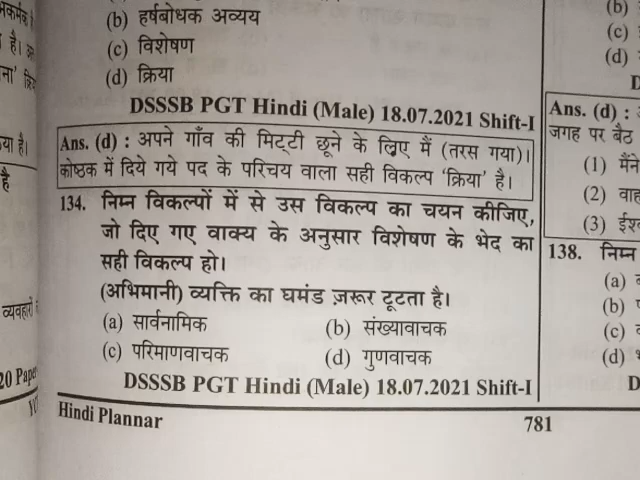 (b) हर्षबोधक अव्यय
(c) विशेषण
(d) क्रिया
DSSSB PGT Hindi (Male) 18.07.2021 Shift-I
Ans. (d) : अपने गाँव की मिट्टी छूने के लिए मैं (तरस गया)।
कोष्ठक में दिये गये पद के परिचय वाला सही विकल्प ‘क्रिया’ है।
134. निम्न विकल्पों में से उस विकल्प का चयन कीजिए,
जो दिए गए वाक्य के अनुसार विशेषण के भेद का
सही विकल्प हो।
(अभिमानी) व्यक्ति का घमंड ज़रूर टूटता है।
(a) सार्वनामिक (b) संख्यावाचक
(c) परिमाणवाचक (d) गुणवाचक
DSSSB PGT Hindi (Male) 18.07.2021 Shift-I
Hindi Plannar 781
(b)
(c)
(d)
Ans. (d) :
जगह पर बैठ
(1) मैंने
(2)
(3)
138. निम्न
(a)
(b)
(c)
(d)
है।
है
20